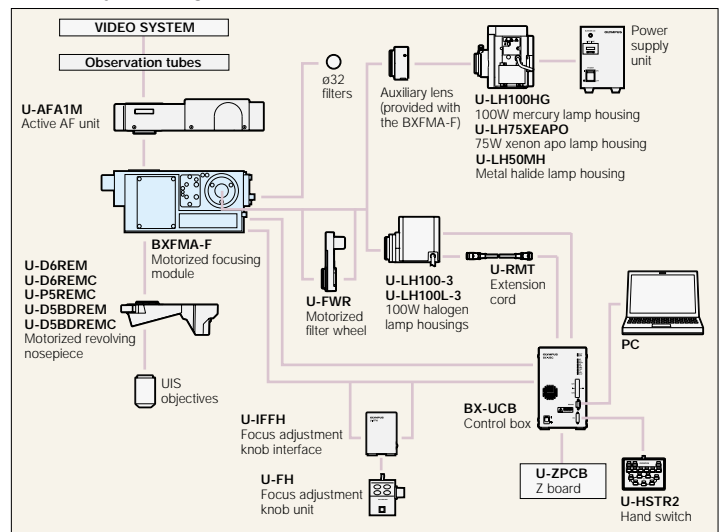 VIDEO SYSTEM
Observation tubes
U-AFA1M
Active AF unit
ø32
filters
Auxiliary lens
(provided with
the BXFMA-F)
U-LH100HG
100W mercury lamp housing
U-LH75XEAPO
75W xenon apo lamp housing
U-LH50MH
Metal halide lamp housing
Power
supply
unit
BXFMA-F
Motorized focusing
module
U-D6REM
U-D6REMC
U-P5REMC
U-D5BDREM
U-D5BDREMC
Motorized revolving
nosepiece
UIS
objectives
U-FWR
Motorized
filter wheel
U-LH100-3
U-LH100L-3
100W halogen
lamp housings
U-RMT
Extension
cord
PC
U-IFFH
Focus adjustment
knob interface
U-FH
Focus adjustment
knob unit
BX-UCB
Control box
U-ZPCB
Z board
U-HSTR2
Hand switch